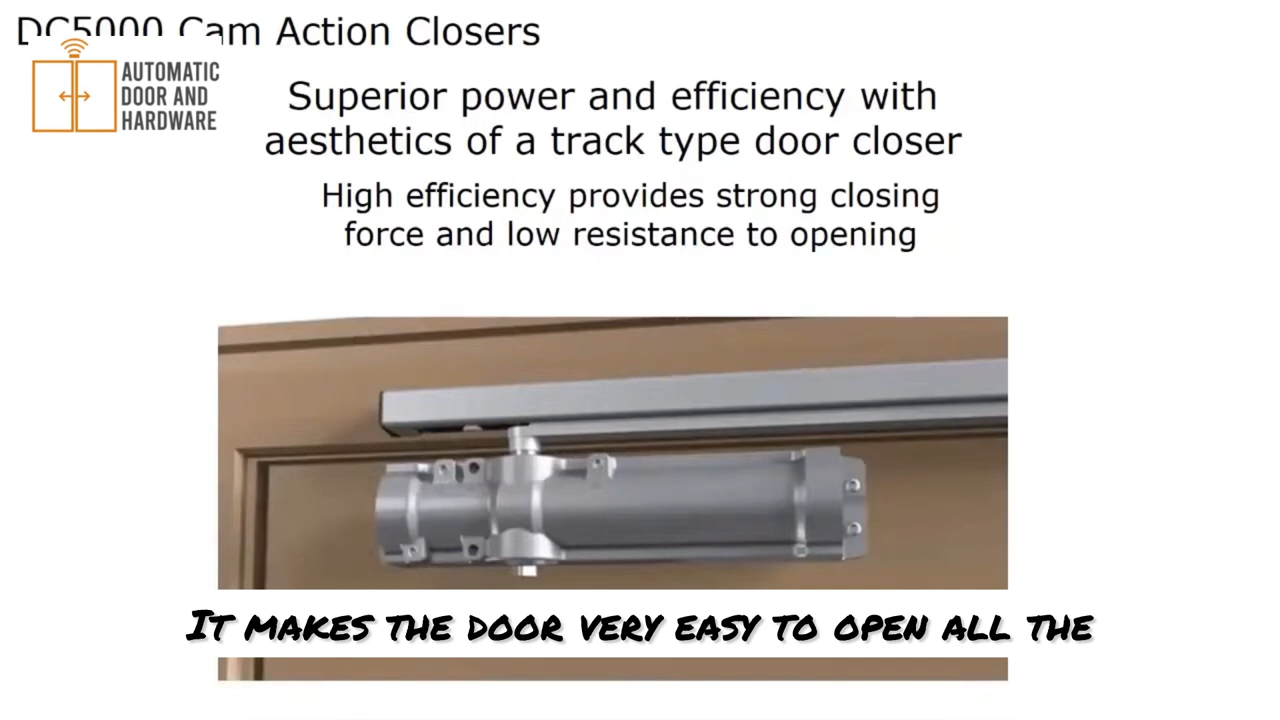 DC5000 Cam Action Closers
AUTOMATIC
DOOR AND
HARDWARE
Superior power and efficiency with
aesthetics of a track type door closer
High efficiency provides strong closing
force and low resistance to opening
IT MAKES THE DOOR VERY EASY TO OPEN ALL THE